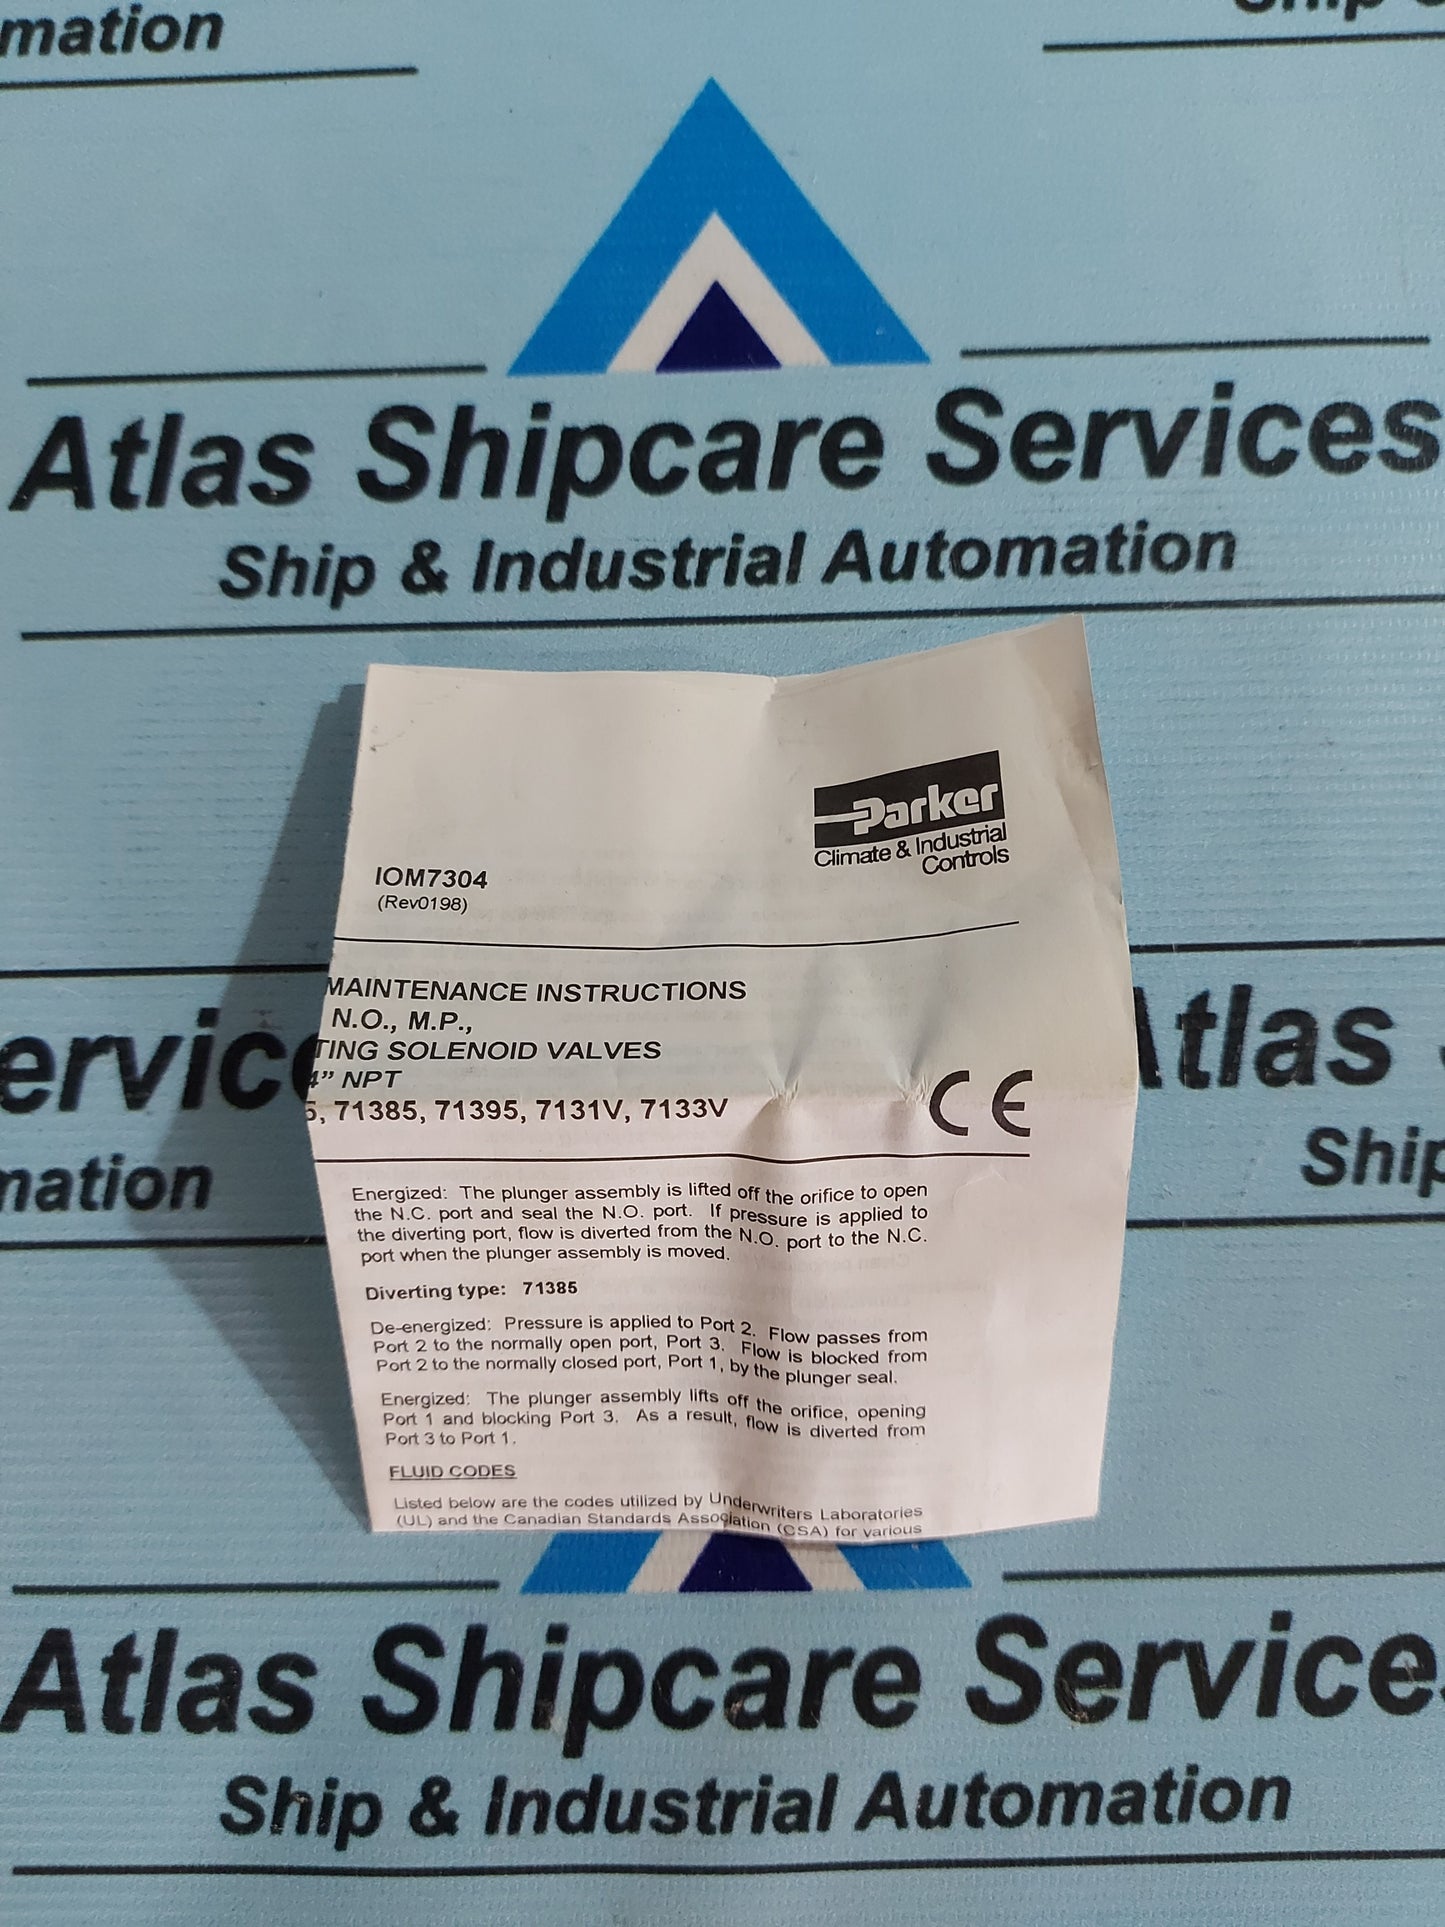 mation
Atlas Shipcare Services
Ship & Industrial Automation
Parker
Climate & Industrial
Controls
IOM7304
(Rev0198)
MAINTENANCE INSTRUCTIONS
N.O., M.P.,
TING SOLENOID VALVES
4" NPT
5, 71385, 71395, 7131V, 7133V
CE
Energized: The plunger assembly is lifted off the orifice to open
the N.C. port and seal the N.O. port. If pressure is applied to
the diverting port, flow is diverted from the N.O. port to the N.C.
port when the plunger assembly is moved.
Diverting type: 71385
De-energized: Pressure is applied to Port 2. Flow passes from
Port 2 to the normally open port, Port 3. Flow is blocked from
Port 2 to the normally closed port, Port 1, by the plunger seal.
Energized: The plunger assembly lifts off the orifice, opening
Port 1 and blocking Port 3. As a result, flow is diverted from
Port 3 to Port 1.
FLUID CODES
Listed below are the codes utilized by Underwriters Laboratories
(UL) and the Canadian Standards Association (CSA) for various
ervic
mation
Atlas
Ship
Atlas Shipcare Service
Ship & Industrial Automation